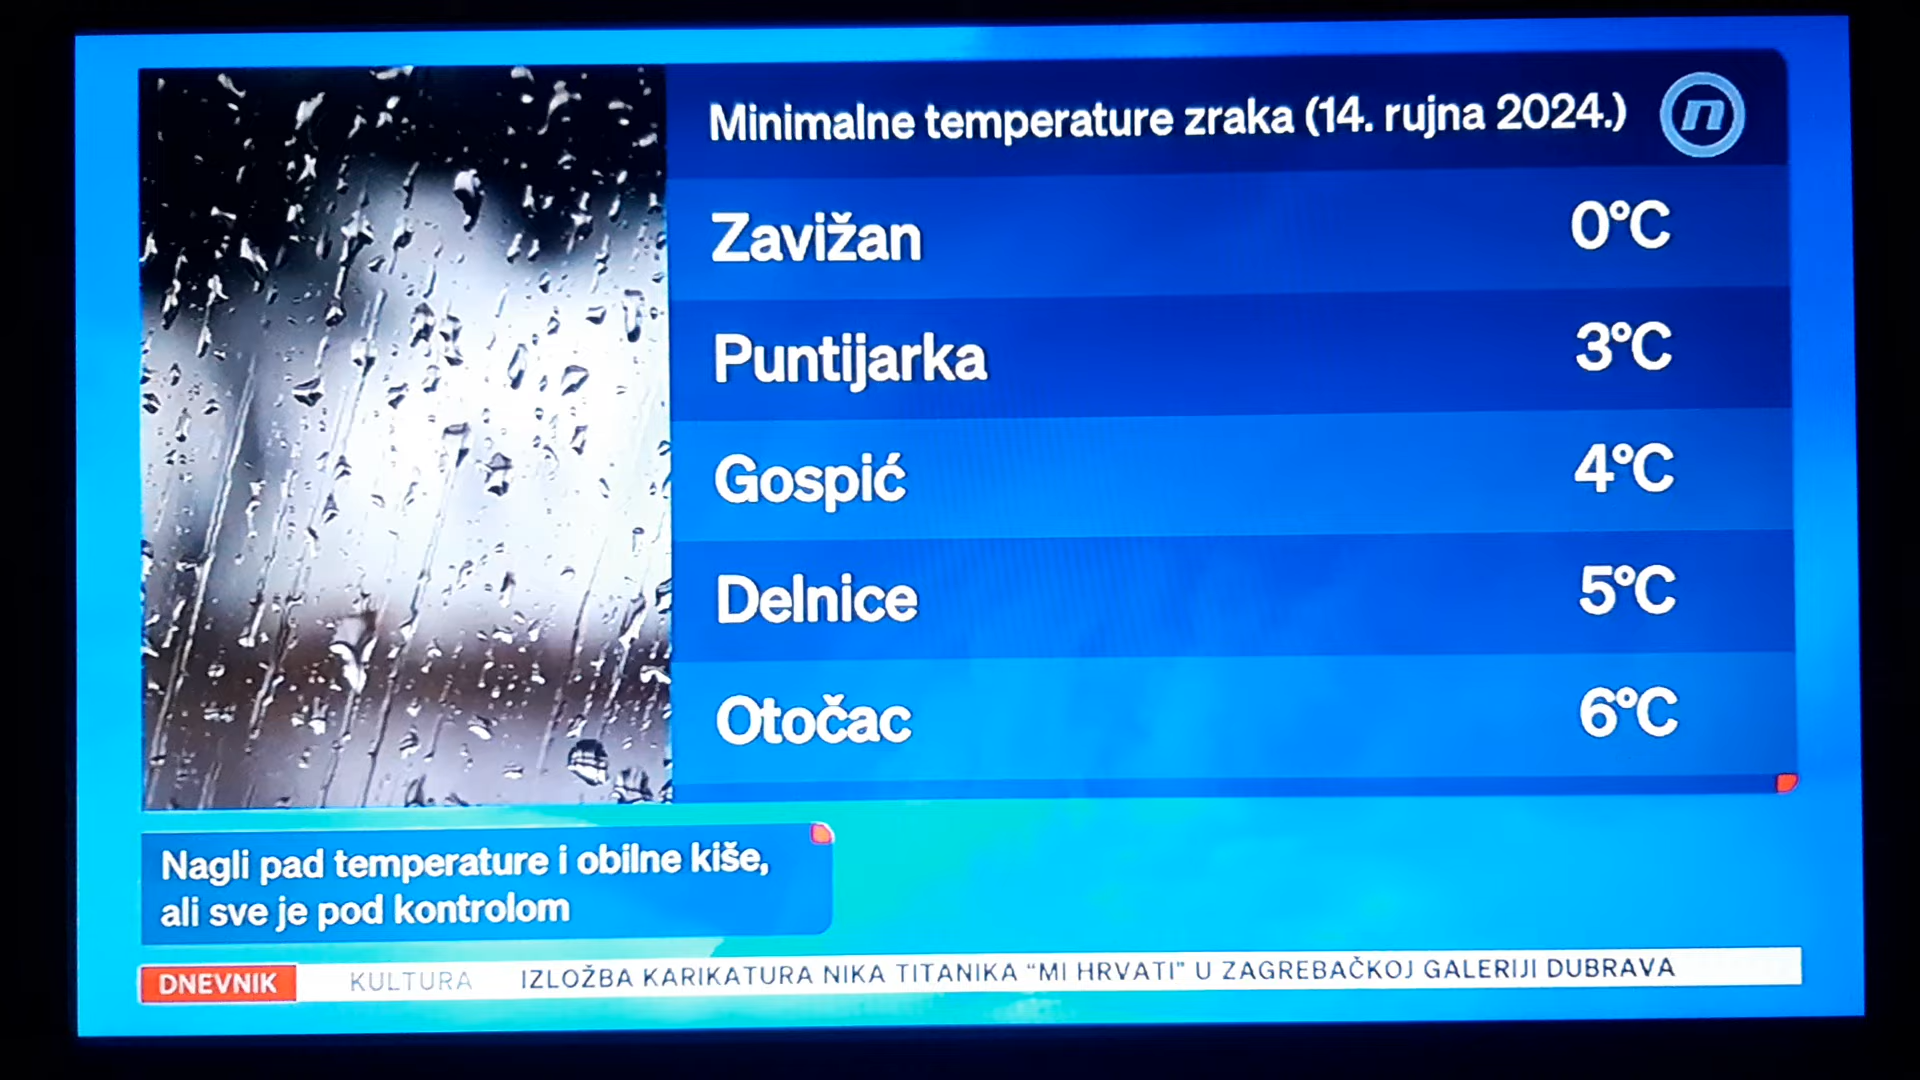 Minimalne temperature zraka (14. rujna 2024.)
Zavižan 0°C
Puntijarka 3°C
Gospić 4°C
Delnice 5°C
Otočac 6°C
Nagli pad temperature i obilne kiše,
ali sve je pod kontrolom
DNEVNIK KULTURA IZLOŽBA KARIKATURA NIKA TITANIKA “MI HRVATI” U ZAGREBAČKOJ GALERIJI DUBRAVA